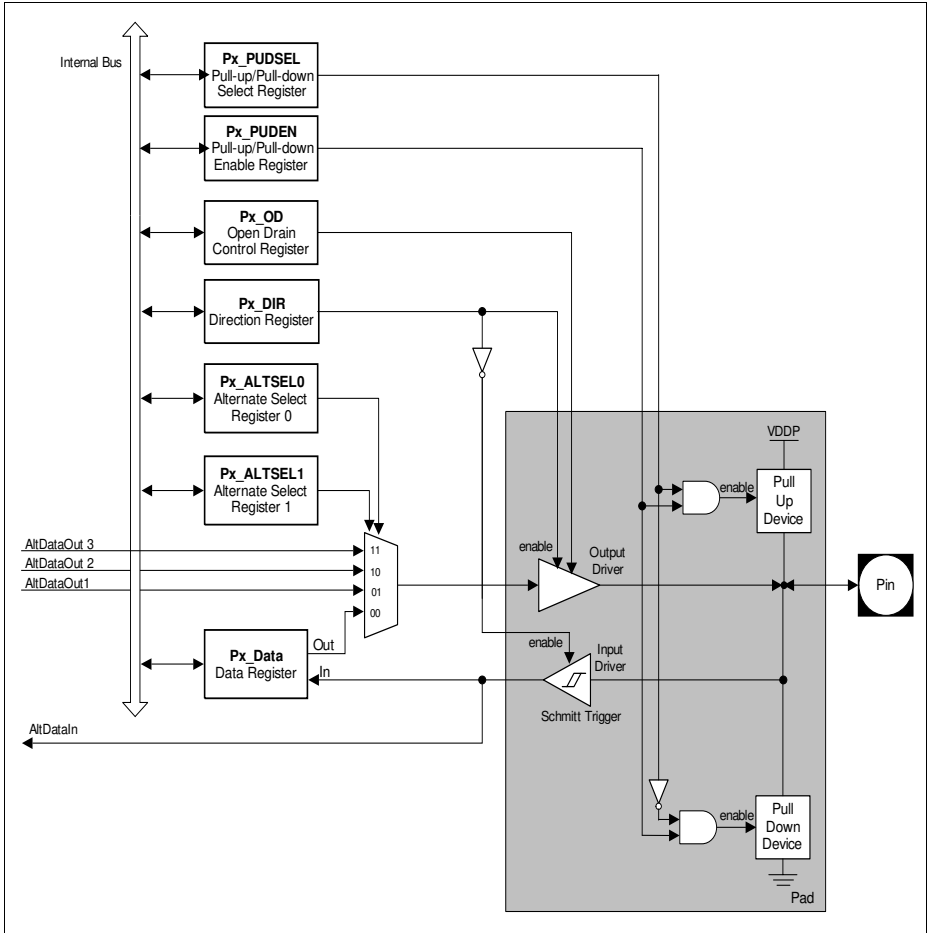 Internal Bus
Px_PUDSEL
Pull-up/Pull-down
Select Register
Px_PUDEN
Pull-up/Pull-down
Enable Register
Px_OD
Open Drain
Control Register
Px_DIR
Direction Register
Px_ALTSEL0
Alternate Select
Register 0
Px_ALTSEL1
Alternate Select
Register 1
AltDataOut 3
AltDataOut 2
AltDataOut1
11
10
01
00
Px_Data
Data Register
Out
In
AltDataIn
enable
Output
Driver
enable
Input
Driver
Schmitt Trigger
VDDP
enable
Pull
Up
Device
Pin
enable
Pull
Down
Device
Pad